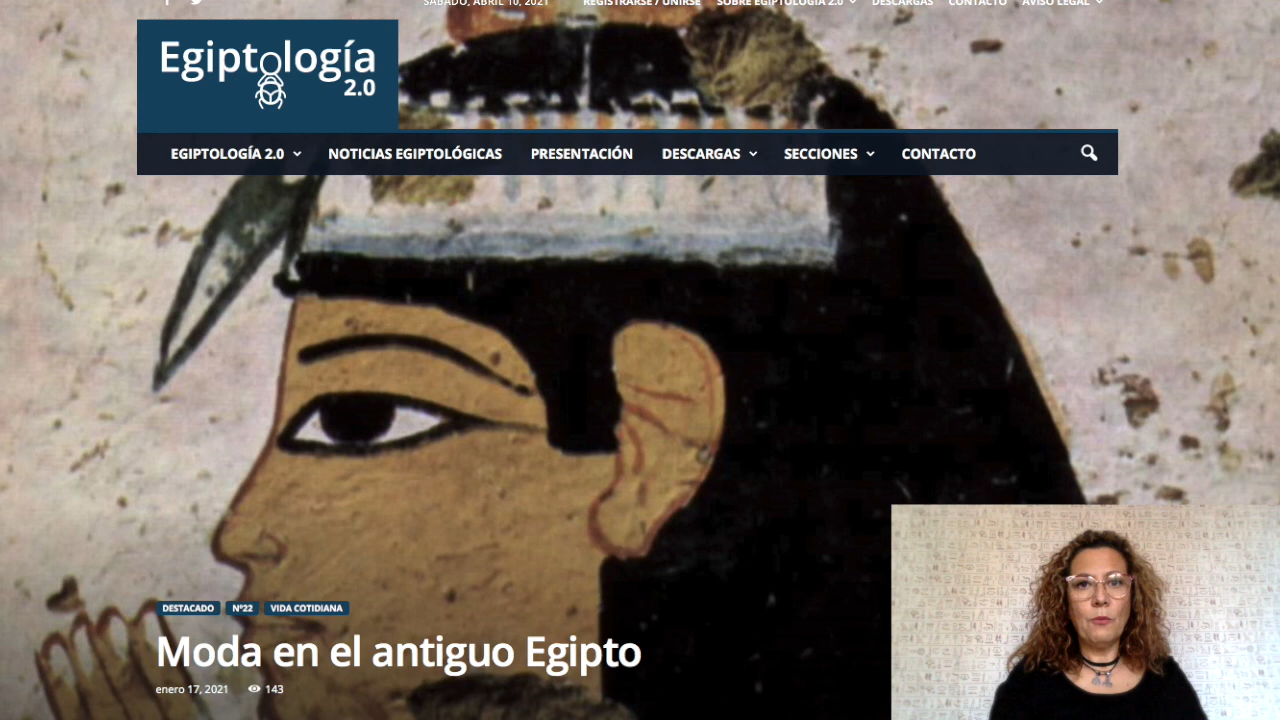 SÁBADO, ABRIL 10, 2021 REGISTRARSE / UNIRSE SOBRE EGIPTOLOGÍA 2.0 DESCARGAS CONTACTO AVISO LEGAL
Egiptología
2.0
EGIPTOLOGÍA 2.0 NOTICIAS EGIPTOLÓGICAS PRESENTACIÓN DESCARGAS SECCIONES CONTACTO
DESTACADO Nº22 VIDA COTIDIANA
Moda en el antiguo Egipto
enero 17, 2021 143